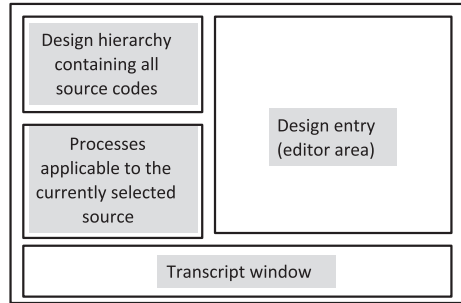 Design hierarchy
containing all
source codes
Processes
applicable to the
currently selected
source
Design entry
(editor area)
Transcript window